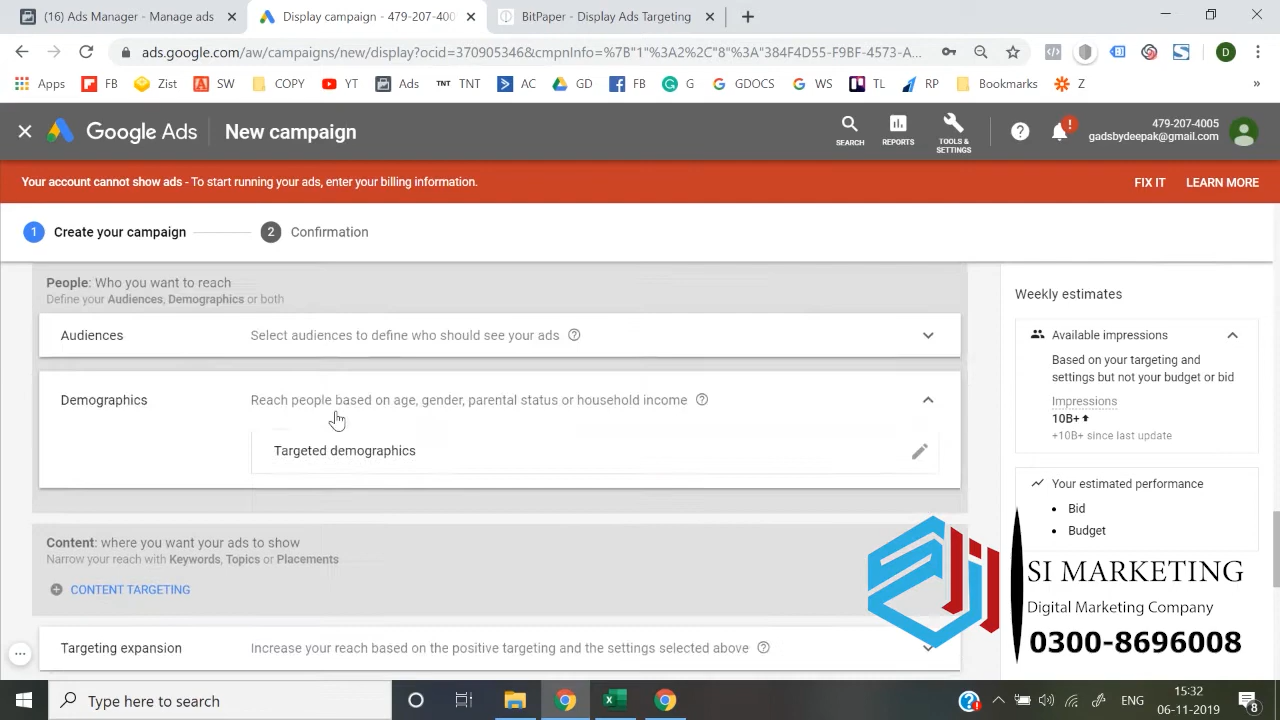 (16) Ads Manager - Manage ads
Display campaign - 479-207-400
BitPaper - Display Ads Targeting
ads.google.com/aw/campaigns/new/display?ocid=370905346&cmpnInfo=%7B"1"%3A2%2C"8"%3A"384F4D55-F9BF-4573-A...
D
Apps FB Zist SW COPY YT Ads TNT TNT AC GD FB G GDOCS WS TL RP Bookmarks Z »
Google Ads New campaign
SEARCH
REPORTS
TOOLS &
SETTINGS
479-207-4005
gadsbydeepak@gmail.com
Your account cannot show ads - To start running your ads, enter your billing information.
FIX IT LEARN MORE
1 Create your campaign
2 Confirmation
People: Who you want to reach
Define your Audiences, Demographics or both
Audiences Select audiences to define who should see your ads
Demographics Reach people based on age, gender, parental status or household income
Targeted demographics
Content: where you want your ads to show
Narrow your reach with Keywords, Topics or Placements
CONTENT TARGETING
Targeting expansion Increase your reach based on the positive targeting and the settings selected above
Weekly estimates
Available impressions
Based on your targeting and
settings but not your budget or bid
Impressions
10B+
+10B+ since last update
Your estimated performance
• Bid
• Budget
SI MARKETING
Digital Marketing Company
0300-8696008
Type here to search
ENG
15:32
06-11-2019
8